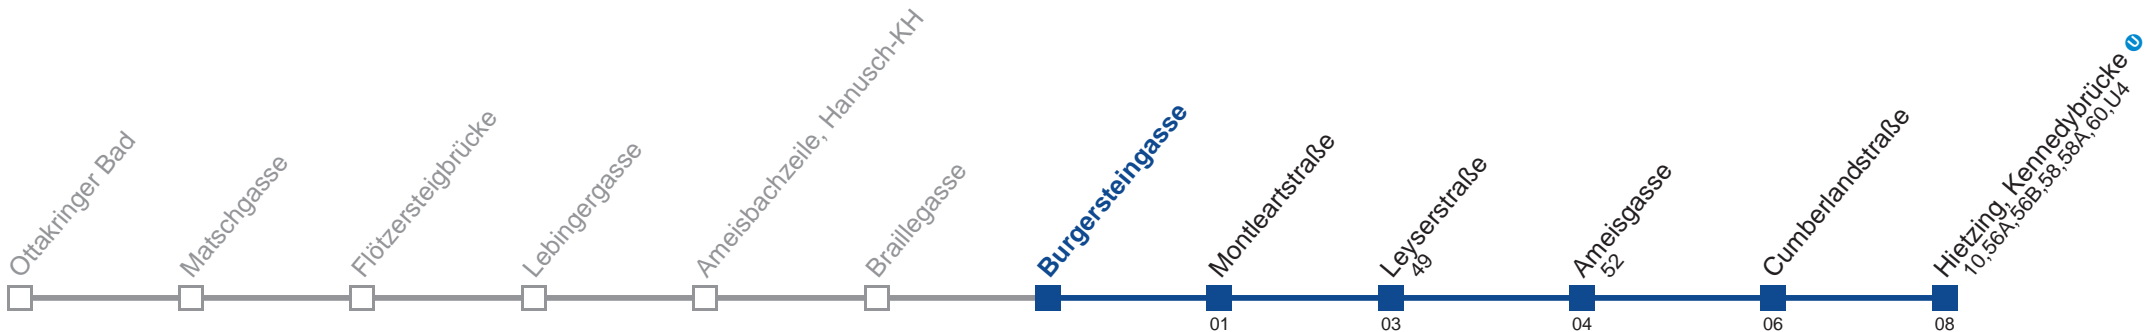 Ottakringer Bad
Matschgasse
Flötzersteigbrücke
Lebingergasse
Ameisbachzeile, Hanusch-KH
Braillegasse
Burgersteingasse
Montleartstraße
Leyserstraße
49
Ameisgasse
52
Cumberlandstraße
Hietzing, Kennedybrücke U
10,56A,56B,58,58A,60,U4
01
03
04
06
08